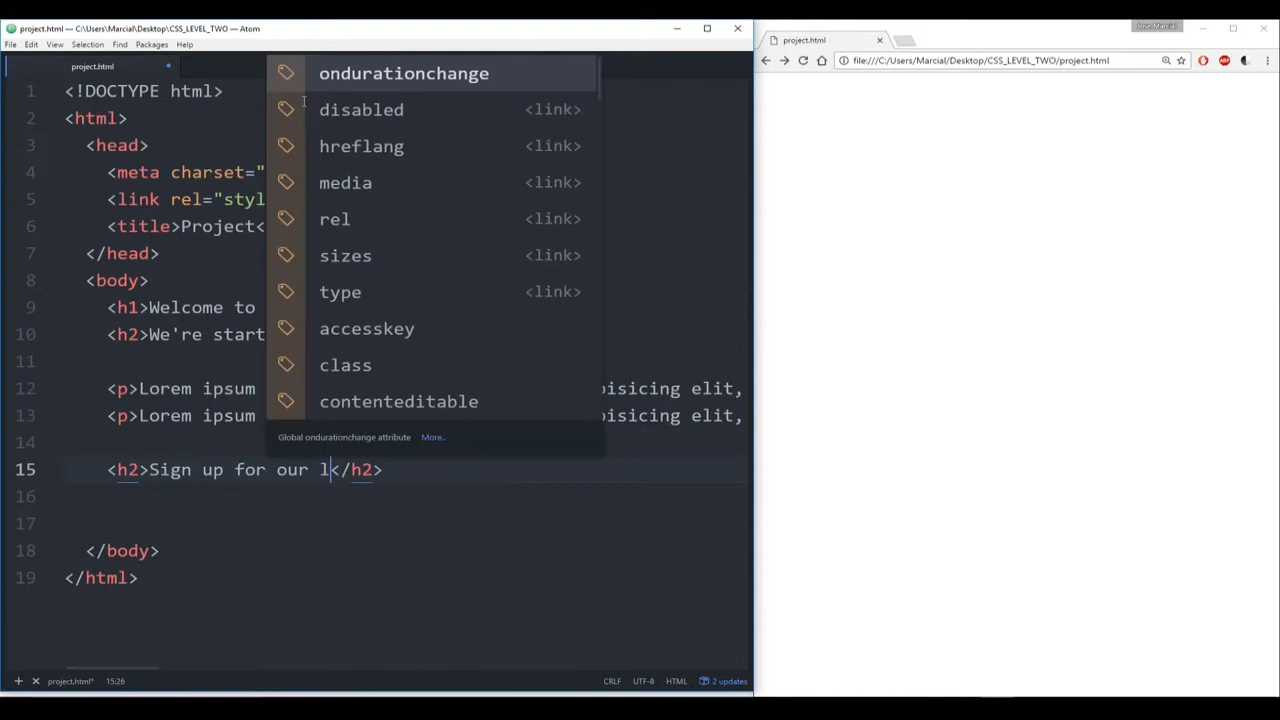 project.html — C:\Users\Marcial\Desktop\CSS_LEVEL_TWO — Atom
File Edit View Selection Find Packages Help
project.html
1 <!DOCTYPE html>
2 <html>
3 <head>
4 <meta charset="
5 <link rel="styl
6 <title>Project<
7 </head>
8 <body>
9 <h1>Welcome to
10 <h2>We're start
11
12 <p>Lorem ipsum pisicing elit,
13 <p>Lorem ipsum pisicing elit,
14
15 <h2>Sign up for our l</h2>
16
17
18 </body>
19 </html>
ondurationchange
disabled <link>
hreflang <link>
media <link>
rel <link>
sizes <link>
type <link>
accesskey
class
contenteditable
Global ondurationchange attribute More..
project.html* 15:26 CRLF UTF-8 HTML 2 updates
Jose Marcial
project.html
file:///C:/Users/Marcial/Desktop/CSS_LEVEL_TWO/project.html
ABP